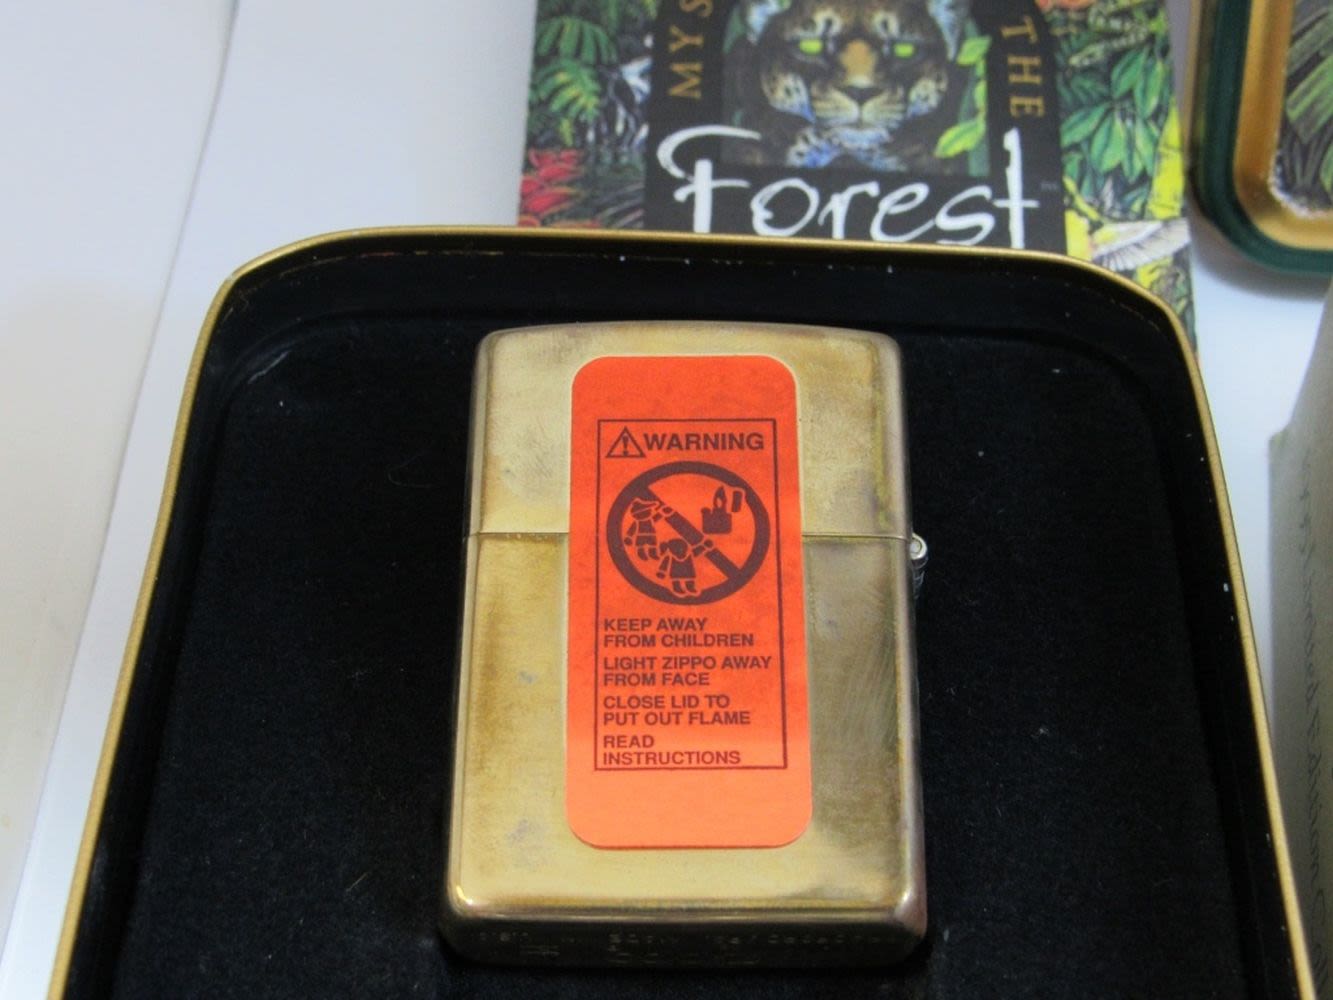 MYS
THE
Forest
WARNING
KEEP AWAY
FROM CHILDREN
LIGHT ZIPPO AWAY
FROM FACE
CLOSE LID TO
PUT OUT FLAME
READ
INSTRUCTIONS